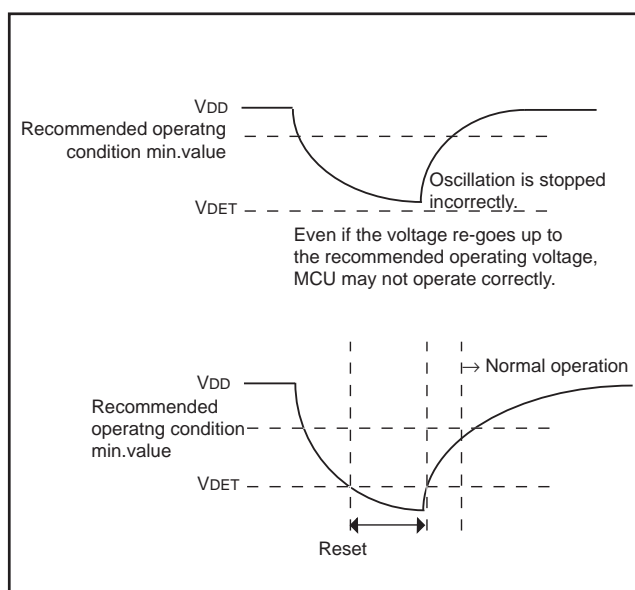 VDD
Recommended operatng
condition min.value
Oscillation is stopped
incorrectly.
VDET
Even if the voltage re-goes up to
the recommended operating voltage,
MCU may not operate correctly.
Normal operation
VDD
Recommended
operatng condition
min.value
VDET
Reset